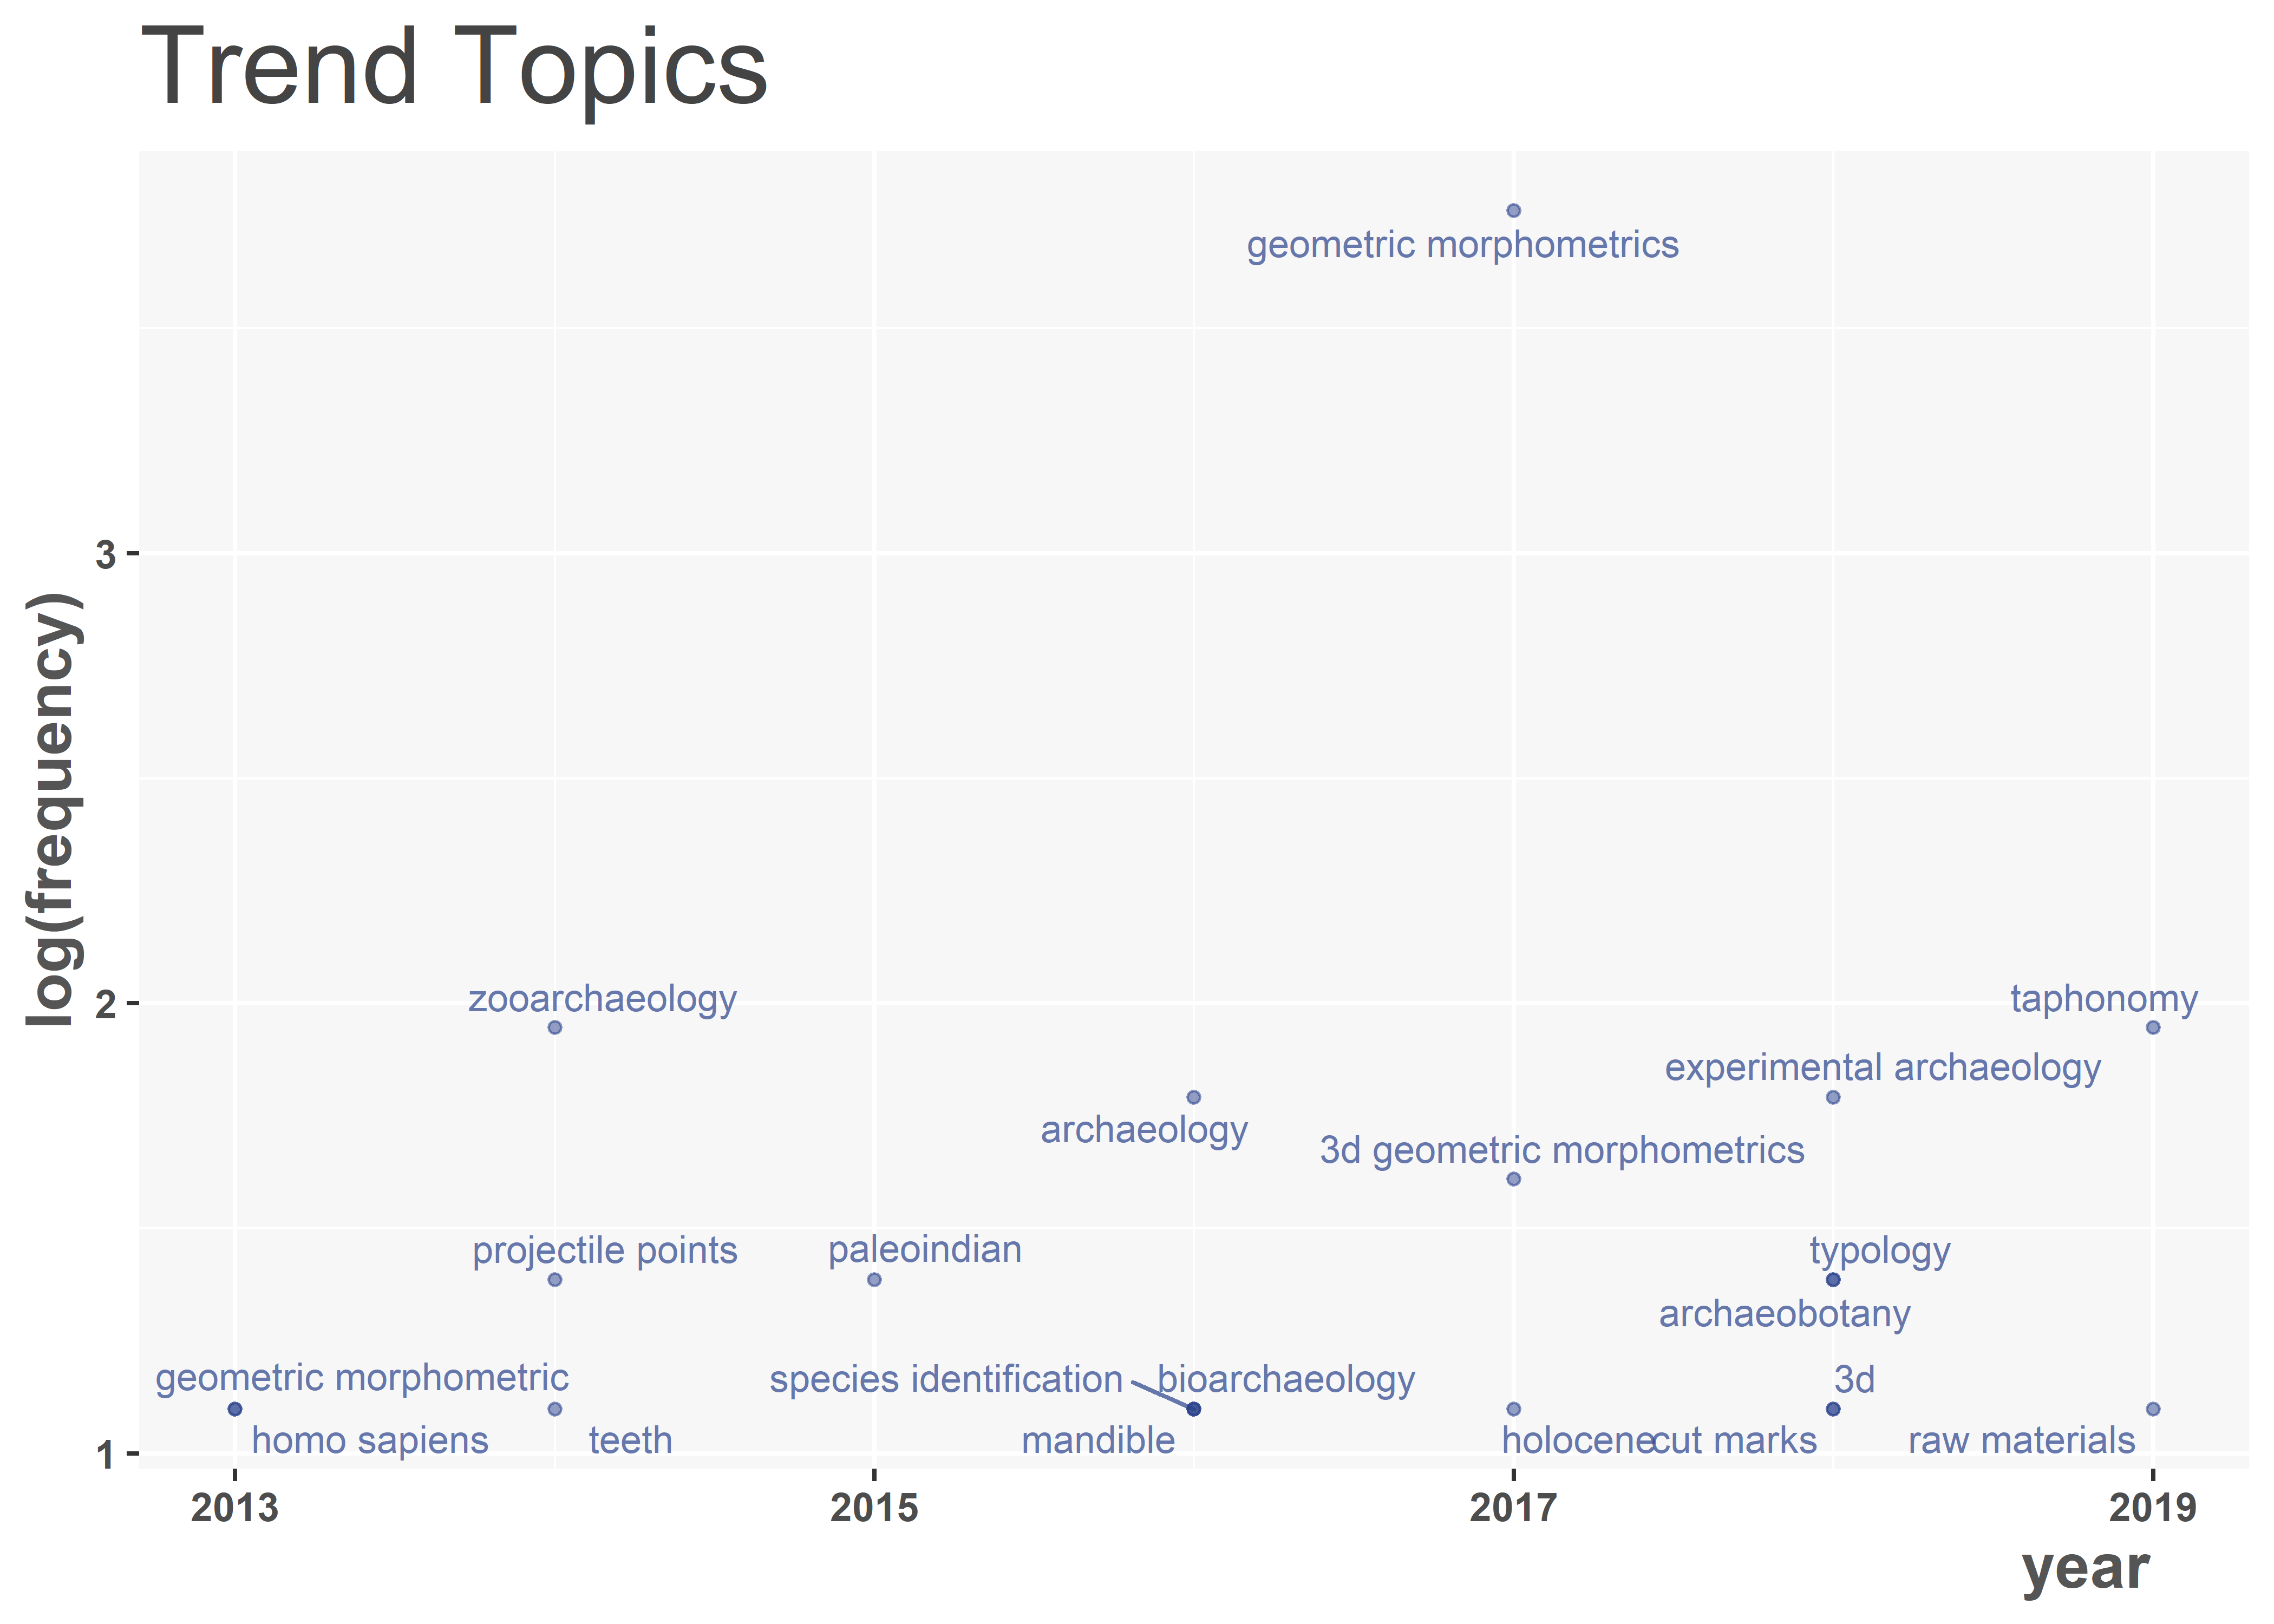 Trend Topics
geometric morphometrics
3
log(frequency)
2
zooarchaeology
taphonomy
experimental archaeology
archaeology
3d geometric morphometrics
projectile points
paleoindian
typology
archaeobotany
geometric morphometric
species identification
bioarchaeology
3d
homo sapiens
teeth
mandible
holocene
cut marks
raw materials
1
2013
2015
2017
2019
year